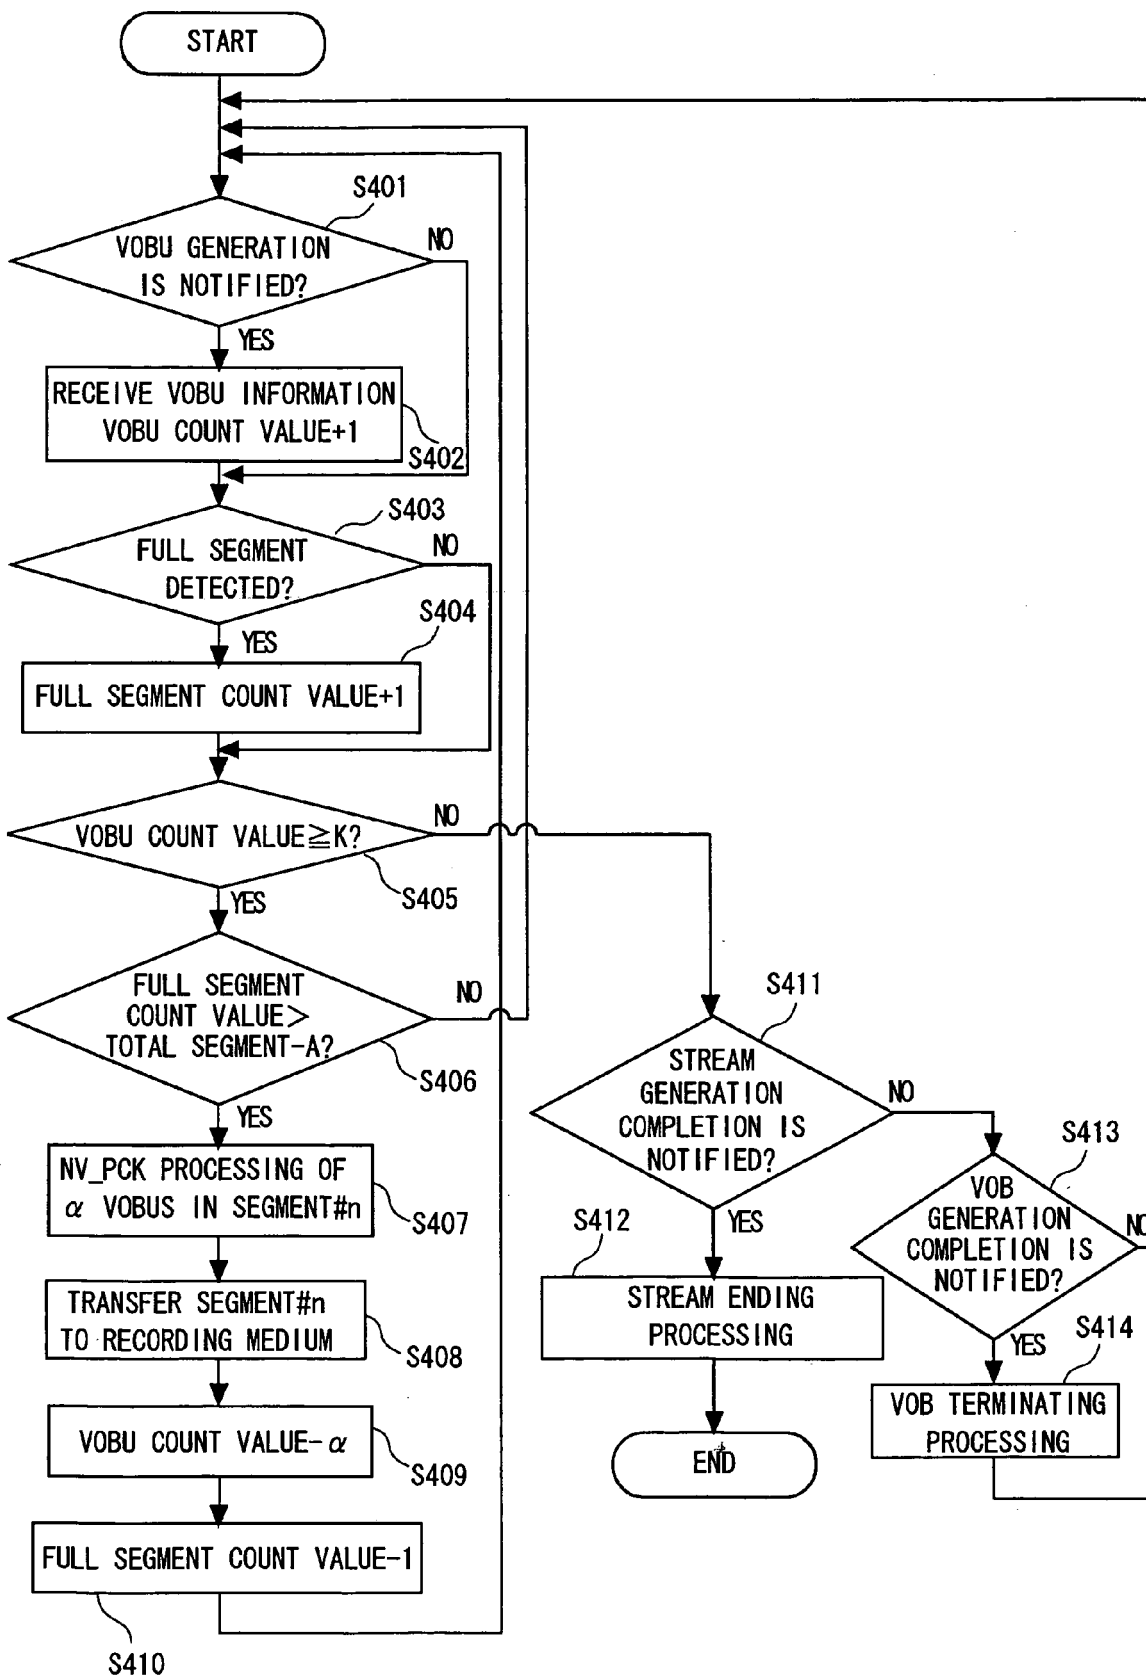 START
S401
VOBU GENERATION
IS NOTIFIED?
NO
YES
RECEIVE VOBU INFORMATION
VOBU COUNT VALUE+1
S402
S403
FULL SEGMENT
DETECTED?
NO
YES
S404
FULL SEGMENT COUNT VALUE+1
VOBU COUNT VALUE≧K?
NO
S405
YES
FULL SEGMENT
COUNT VALUE>
TOTAL SEGMENT-A?
NO
S406
YES
NV_PCK PROCESSING OF
α VOBUS IN SEGMENT#n
S407
TRANSFER SEGMENT#n
TO RECORDING MEDIUM
S408
VOBU COUNT VALUE-α
S409
FULL SEGMENT COUNT VALUE-1
S410
S411
STREAM
GENERATION
COMPLETION IS
NOTIFIED?
NO
YES
S412
STREAM ENDING
PROCESSING
END
S413
VOB
GENERATION
COMPLETION IS
NOTIFIED?
NO
YES
S414
VOB TERMINATING
PROCESSING